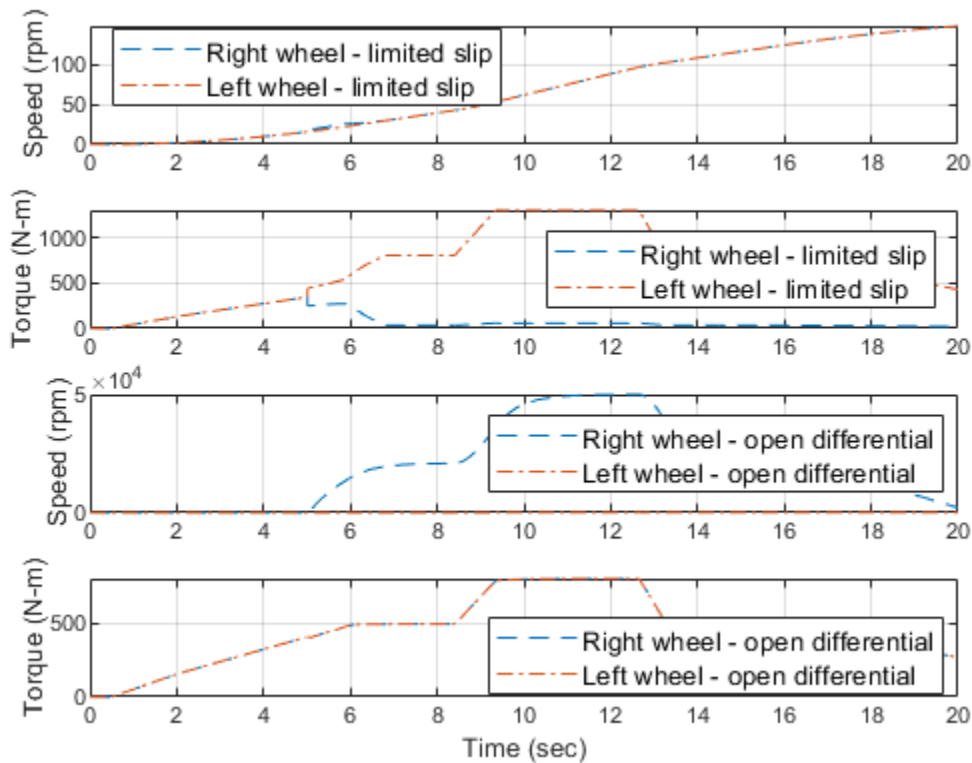 Speed (rpm)
100
50
0
Right wheel - limited slip
Left wheel - limited slip
0 2 4 6 8 10 12 14 16 18 20
Torque (N-m)
1000
500
0
Right wheel - limited slip
Left wheel - limited slip
0 2 4 6 8 10 12 14 16 18 20
×10⁴
Speed (rpm)
5
0
Right wheel - open differential
Left wheel - open differential
0 2 4 6 8 10 12 14 16 18 20
Torque (N-m)
500
0
Right wheel - open differential
Left wheel - open differential
0 2 4 6 8 10 12 14 16 18 20
Time (sec)